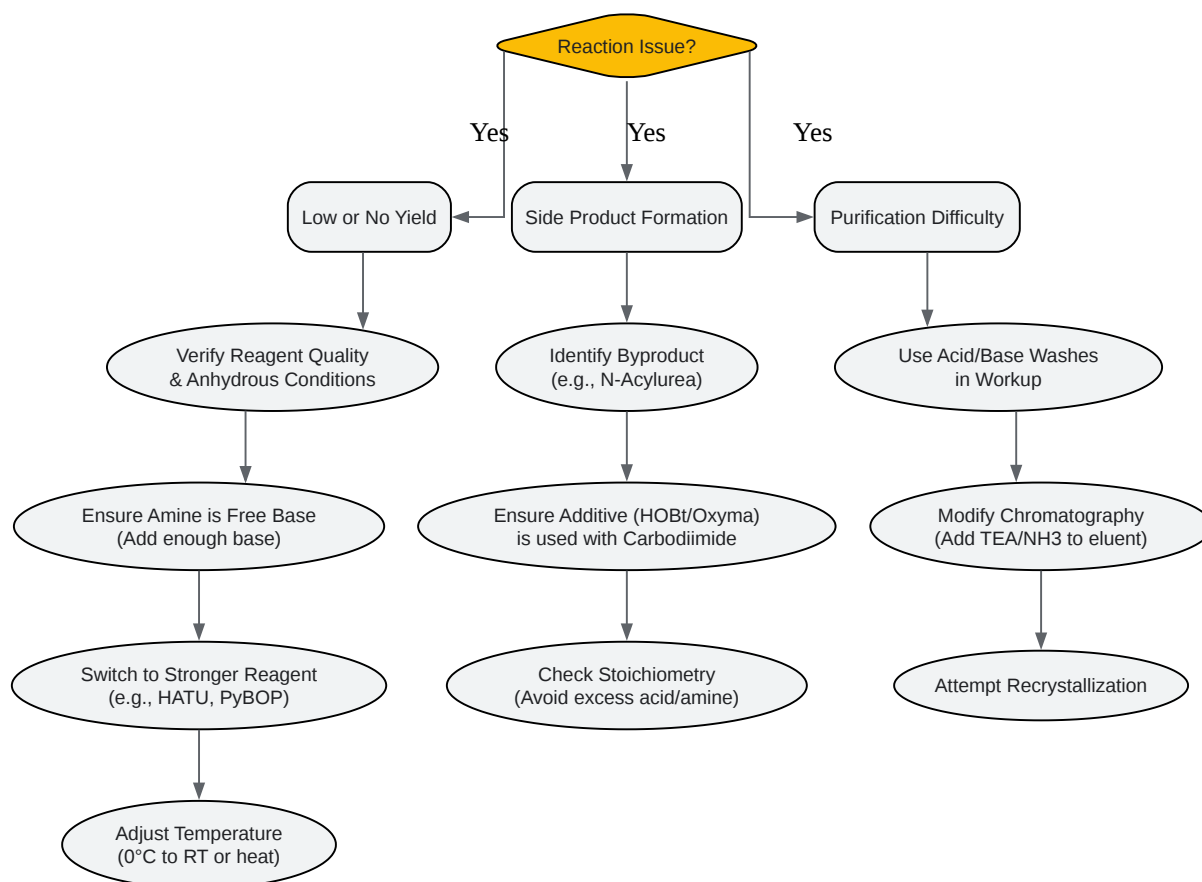 Reaction Issue?
Yes
Yes
Yes
Low or No Yield
Side Product Formation
Purification Difficulty
Verify Reagent Quality
& Anhydrous Conditions
Identify Byproduct
(e.g., N-Acylurea)
Use Acid/Base Washes
in Workup
Ensure Amine is Free Base
(Add enough base)
Ensure Additive (HOBt/Oxyma)
is used with Carbodiimide
Modify Chromatography
(Add TEA/NH3 to eluent)
Switch to Stronger Reagent
(e.g., HATU, PyBOP)
Check Stoichiometry
(Avoid excess acid/amine)
Attempt Recrystallization
Adjust Temperature
(0°C to RT or heat)